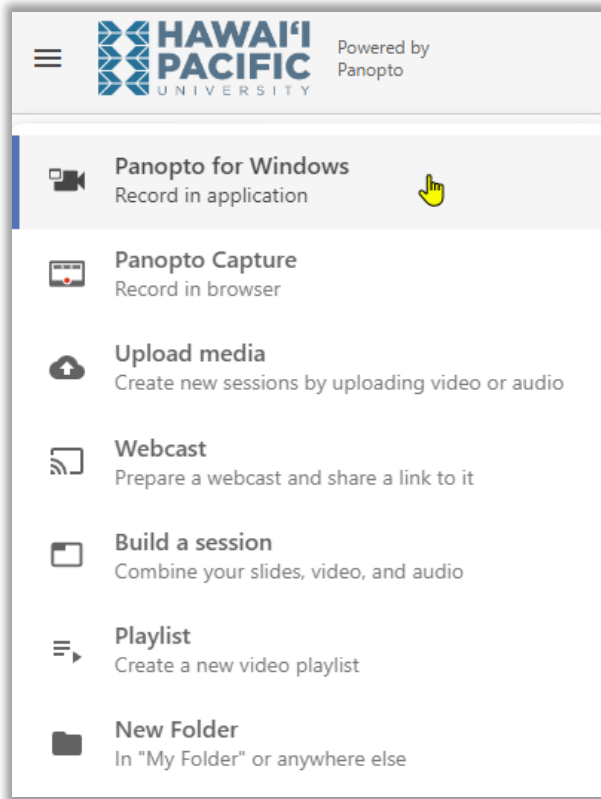 HAWAI‘I
PACIFIC
UNIVERSITY
Powered by
Panopto
Panopto for Windows
Record in application
Panopto Capture
Record in browser
Upload media
Create new sessions by uploading video or audio
Webcast
Prepare a webcast and share a link to it
Build a session
Combine your slides, video, and audio
Playlist
Create a new video playlist
New Folder
In "My Folder" or anywhere else